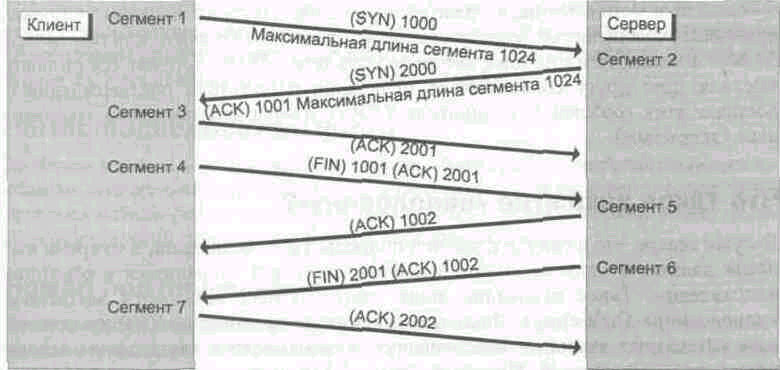 Клиент
Сервер
Сегмент 1
(SYN) 1000
Максимальная длина сегмента 1024
Сегмент 2
(SYN) 2000
(ACK) 1001 Максимальная длина сегмента 1024
Сегмент 3
(ACK) 2001
Сегмент 4
(FIN) 1001 (ACK) 2001
Сегмент 5
(ACK) 1002
Сегмент 6
(FIN) 2001 (ACK) 1002
Сегмент 7
(ACK) 2002